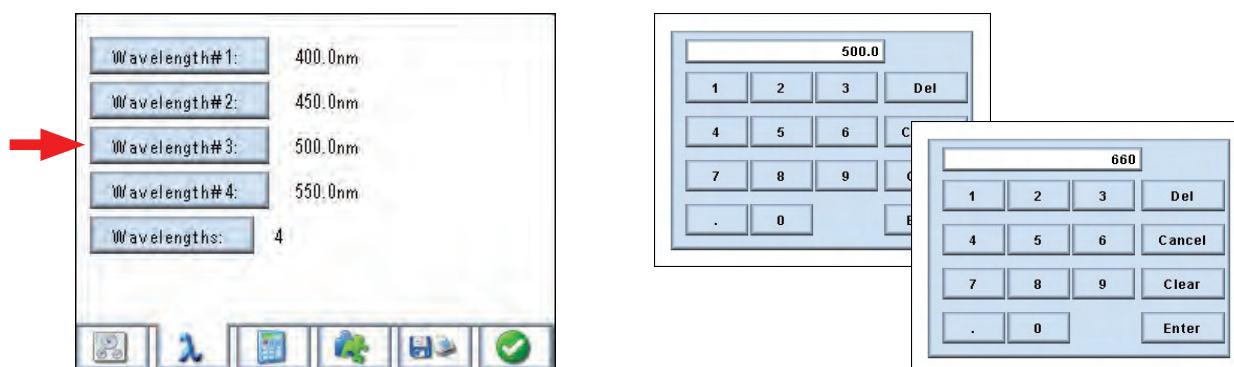 Wavelength#1: 400.0nm
Wavelength#2: 450.0nm
Wavelength#3: 500.0nm
Wavelength#4: 550.0nm
Wavelengths: 4
λ
500.0
1 2 3 Del
4 5 6
7 8 9
. 0
660
1 2 3 Del
4 5 6 Cancel
7 8 9 Clear
. 0 Enter